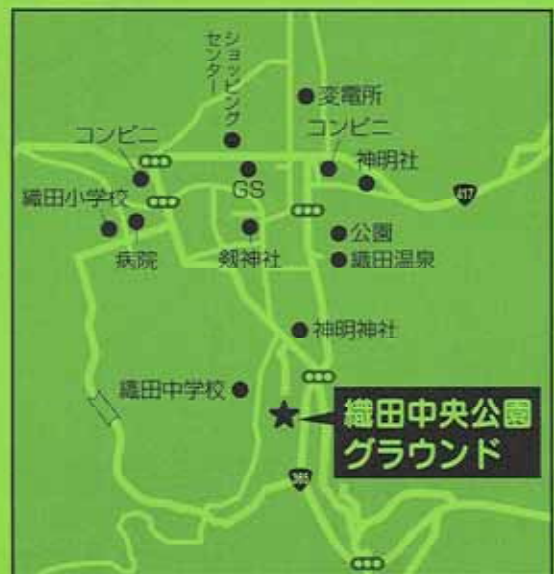 ショッピング
センター
変電所
コンビニ
コンビニ
神明社
織田小学校
GS
417
病院
剱神社
公園
織田温泉
神明神社
織田中学校
織田中央公園
グラウンド
365